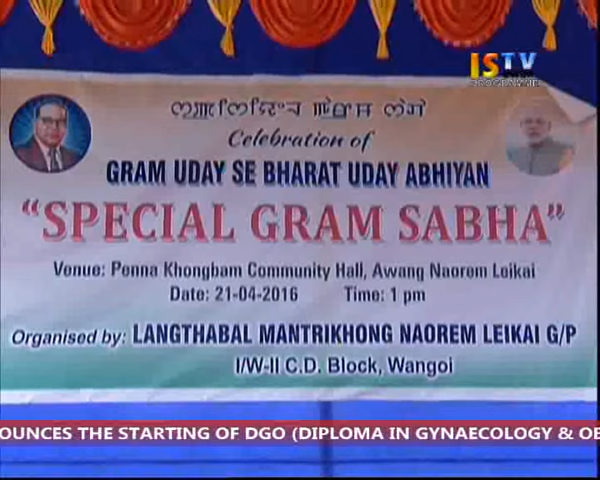 ISTV
PROGRAMME
Celebration of
GRAM UDAY SE BHARAT UDAY ABHIYAN
"SPECIAL GRAM SABHA"
Venue: Penna Khongbam Community Hall, Awang Naorem Leikai
Date: 21-04-2016 Time: 1 pm
Organised by: LANGTHABAL MANTRIKHONG NAOREM LEIKAI G/P
I/W-II C.D. Block, Wangoi
OUNCES THE STARTING OF DGO (DIPLOMA IN GYNAECOLOGY & OB